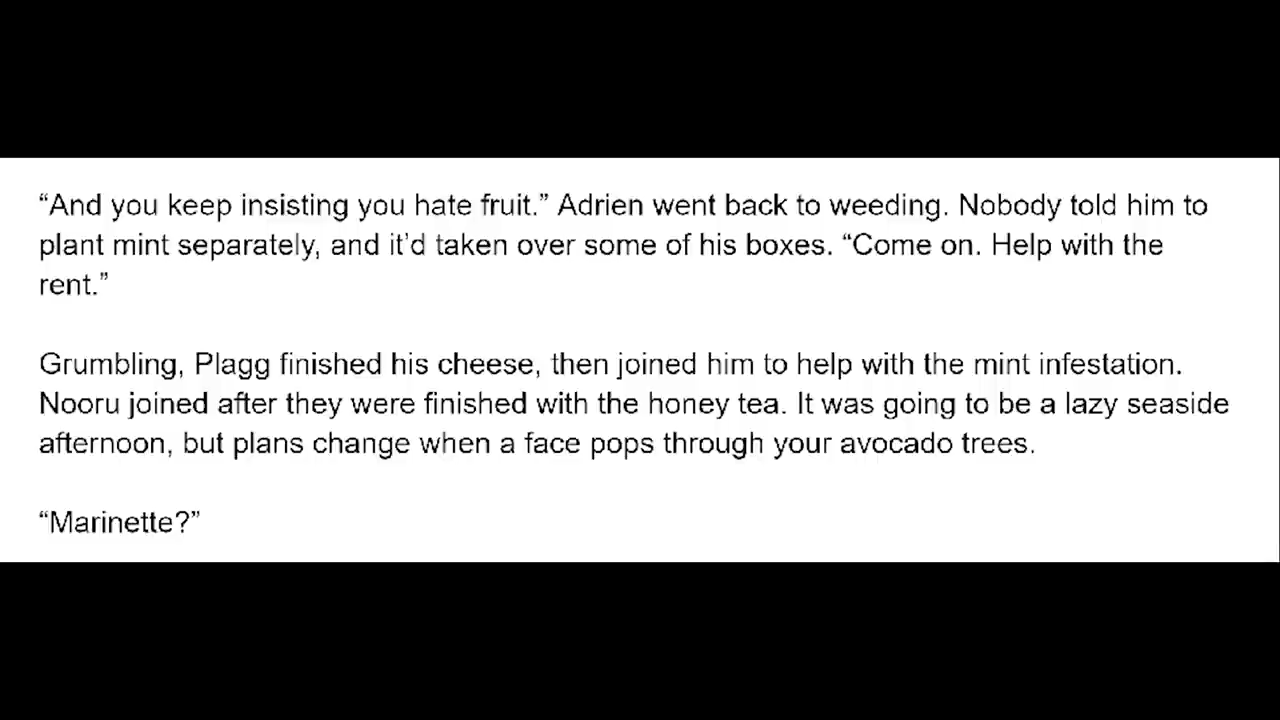 “And you keep insisting you hate fruit.” Adrien went back to weeding. Nobody told him to
plant mint separately, and it’d taken over some of his boxes. “Come on. Help with the
rent.”
Grumbling, Plagg finished his cheese, then joined him to help with the mint infestation.
Nooru joined after they were finished with the honey tea. It was going to be a lazy seaside
afternoon, but plans change when a face pops through your avocado trees.
“Marinette?”